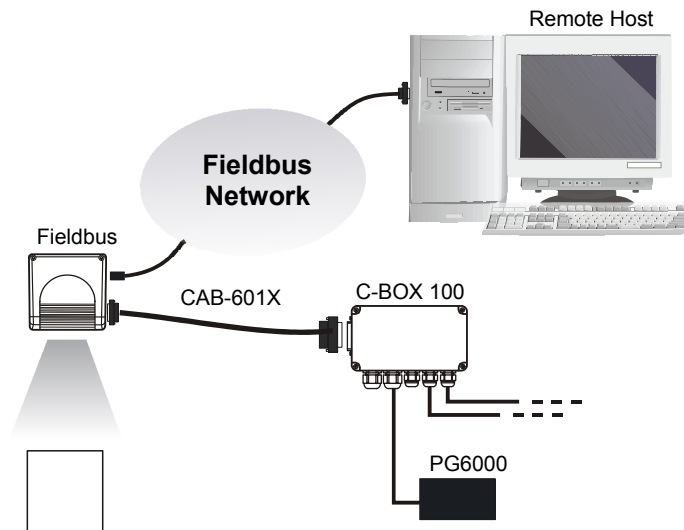 Remote Host
Fieldbus
Network
Fieldbus
CAB-601X
C-BOX 100
PG6000